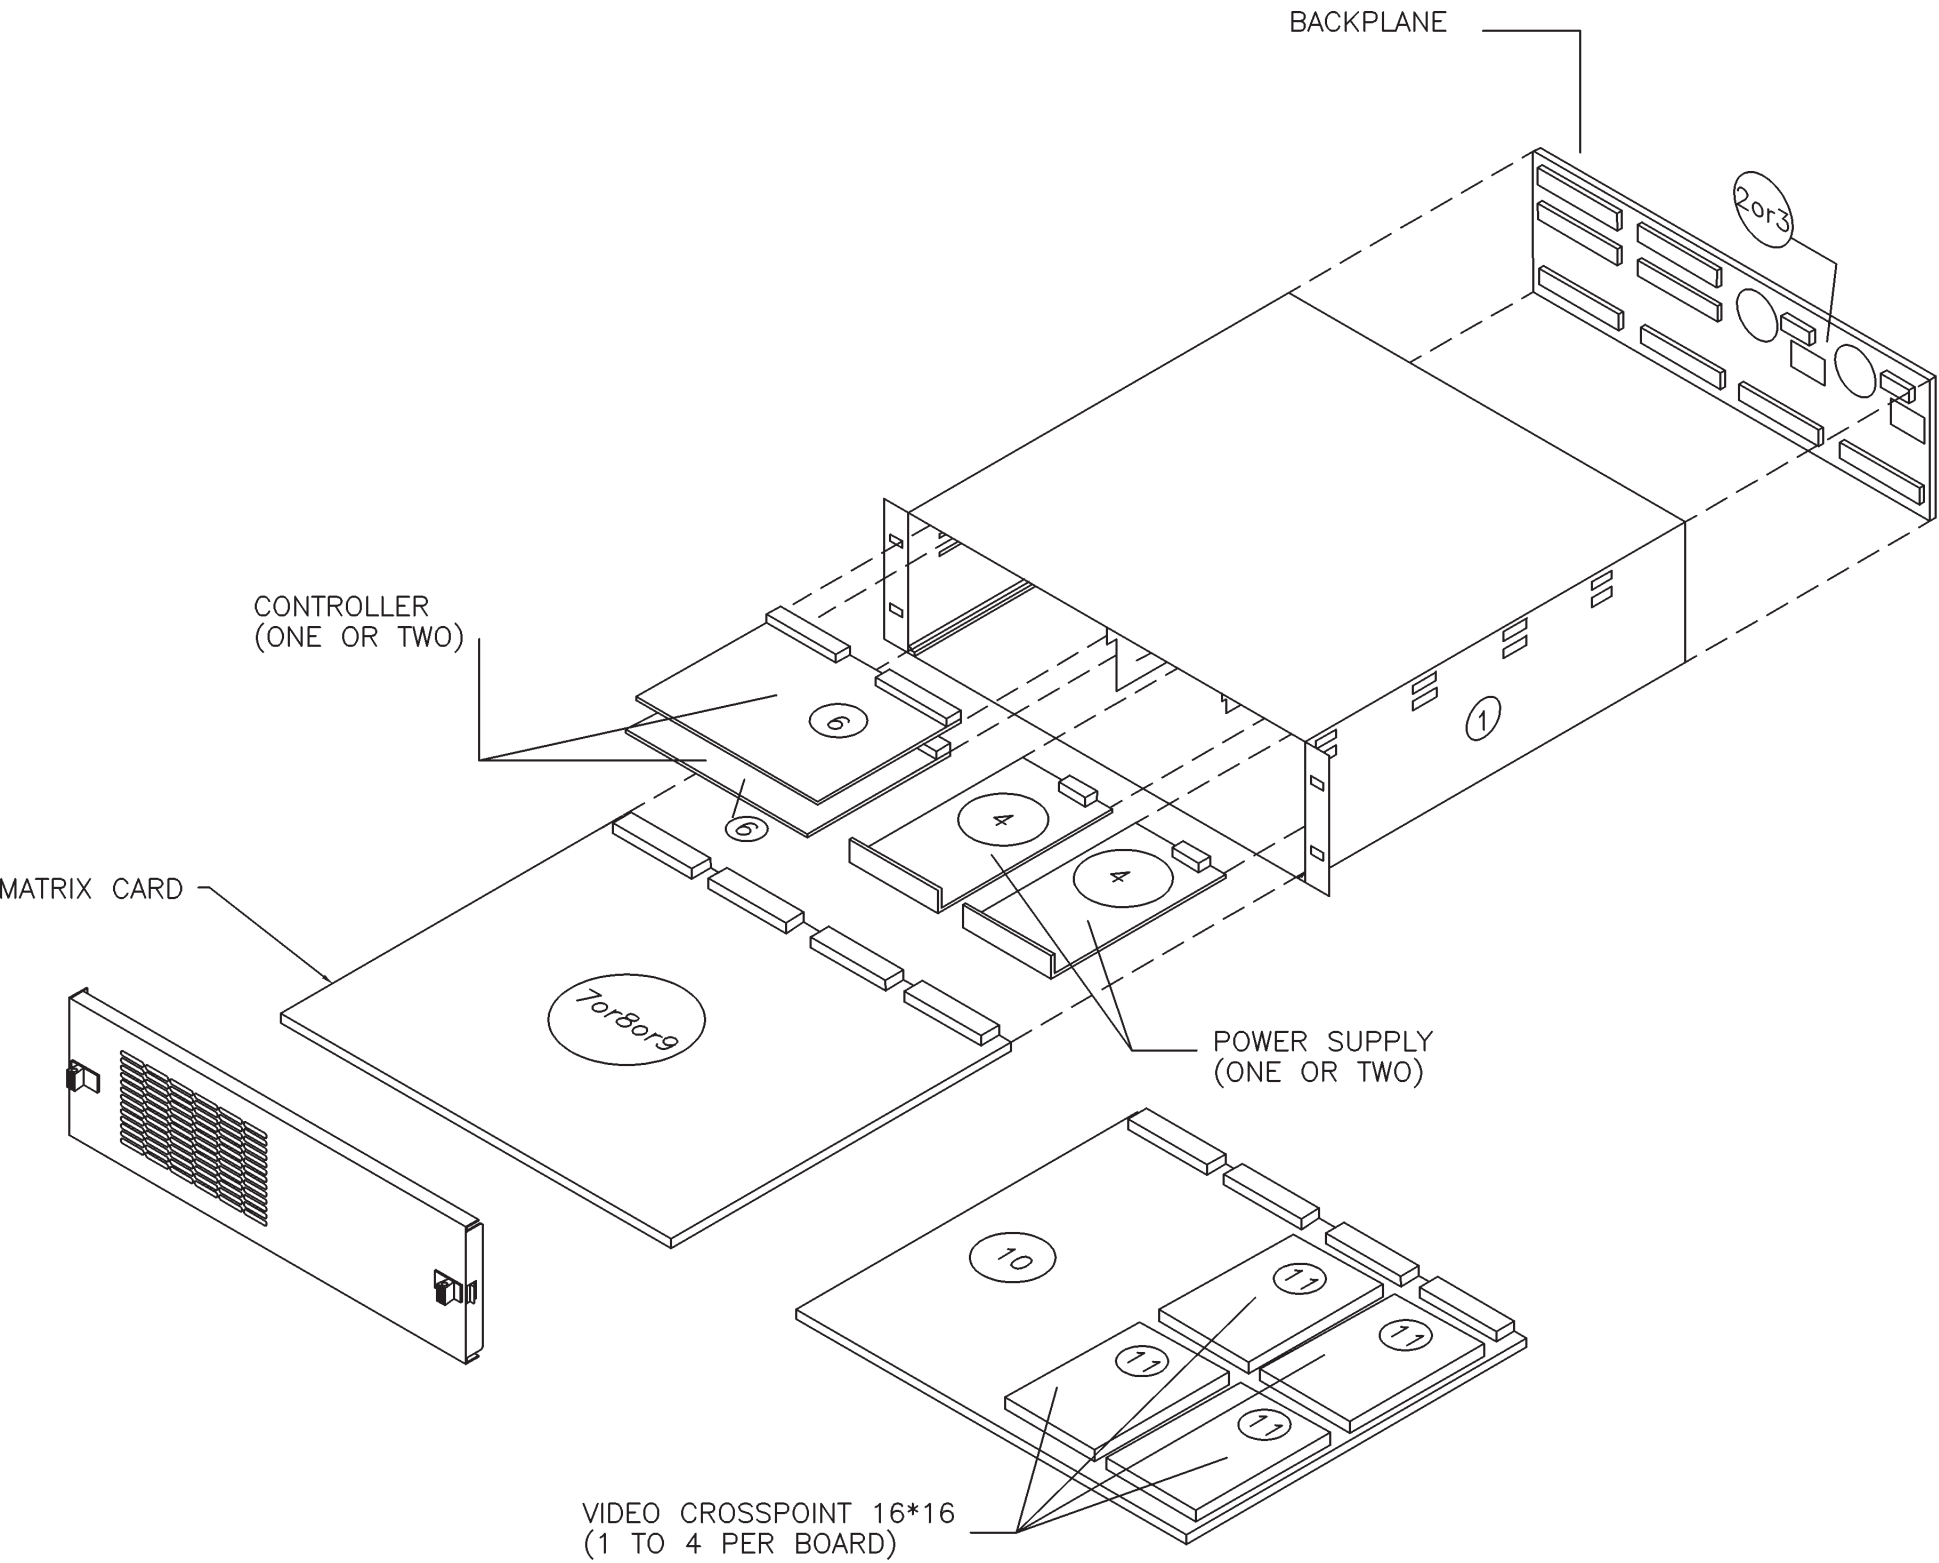 BACKPLANE
2or3
CONTROLLER
(ONE OR TWO)
1
6
6
4
4
MATRIX CARD
7or8or9
POWER SUPPLY
(ONE OR TWO)
10
11
11
11
11
VIDEO CROSSPOINT 16*16
(1 TO 4 PER BOARD)